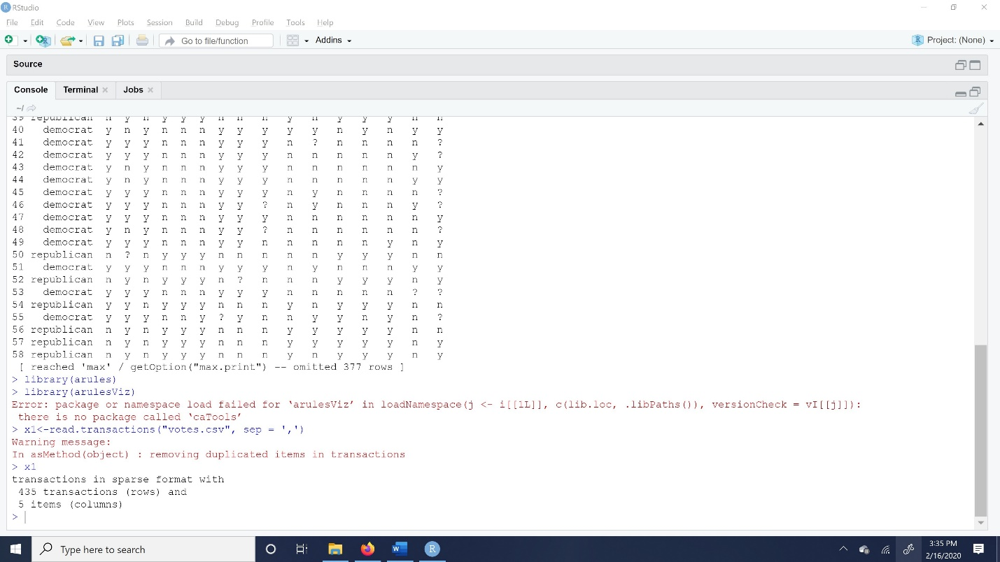 RStudio
File Edit Code View Plots Session Build Debug Profile Tools Help
Go to file/function Addins Project: (None)
Source
Console Terminal Jobs
~/
39 republican n y n y y y n n n y n y y y n n
40 democrat y n y n n n y y y y y n y n y y
41 democrat y y y n n n y y y n ? n n n n ?
42 democrat y y y n n n y y y n n n n n y ?
43 democrat y n y n n n y y y n n n n n n y
44 democrat y n y n n n y y y n n n n n y y
45 democrat y y y n n n y y y n y n n n n ?
46 democrat y y y n n n y y ? n y n n n y ?
47 democrat y y y n n n y y y n n n n n n y
48 democrat y n y n n n y y ? n n n n n n ?
49 democrat y y y n n n y y n n n n n y n y
50 republican n ? n y y y n n n n n y y y n n
51 democrat y y y n n n y y y n y n n n y y
52 republican n y n y y y n ? n n n y y y n y
53 democrat y y y n n n y y y n n n n n ? ?
54 republican y y n y y y n n n y n y y y n n
55 democrat y y y n n y ? y n n y y n y n ?
56 republican n y n y y y n n n y y y y y n n
57 republican n y n y y y n n n y y y y y n y
58 republican n y n y y y n n n y n y y y n y
[ reached 'max' / getOption("max.print") -- omitted 377 rows ]
> library(arules)
> library(arulesViz)
Error: package or namespace load failed for ‘arulesViz’ in loadNamespace(j <- i[[1L]], c(lib.loc, .libPaths()), versionCheck = vI[[j]]):
there is no package called ‘caTools’
> x1<-read.transactions("votes.csv", sep = ',')
Warning message:
In asMethod(object) : removing duplicated items in transactions
> x1
transactions in sparse format with
435 transactions (rows) and
5 items (columns)
>
Type here to search
3:35 PM
2/16/2020